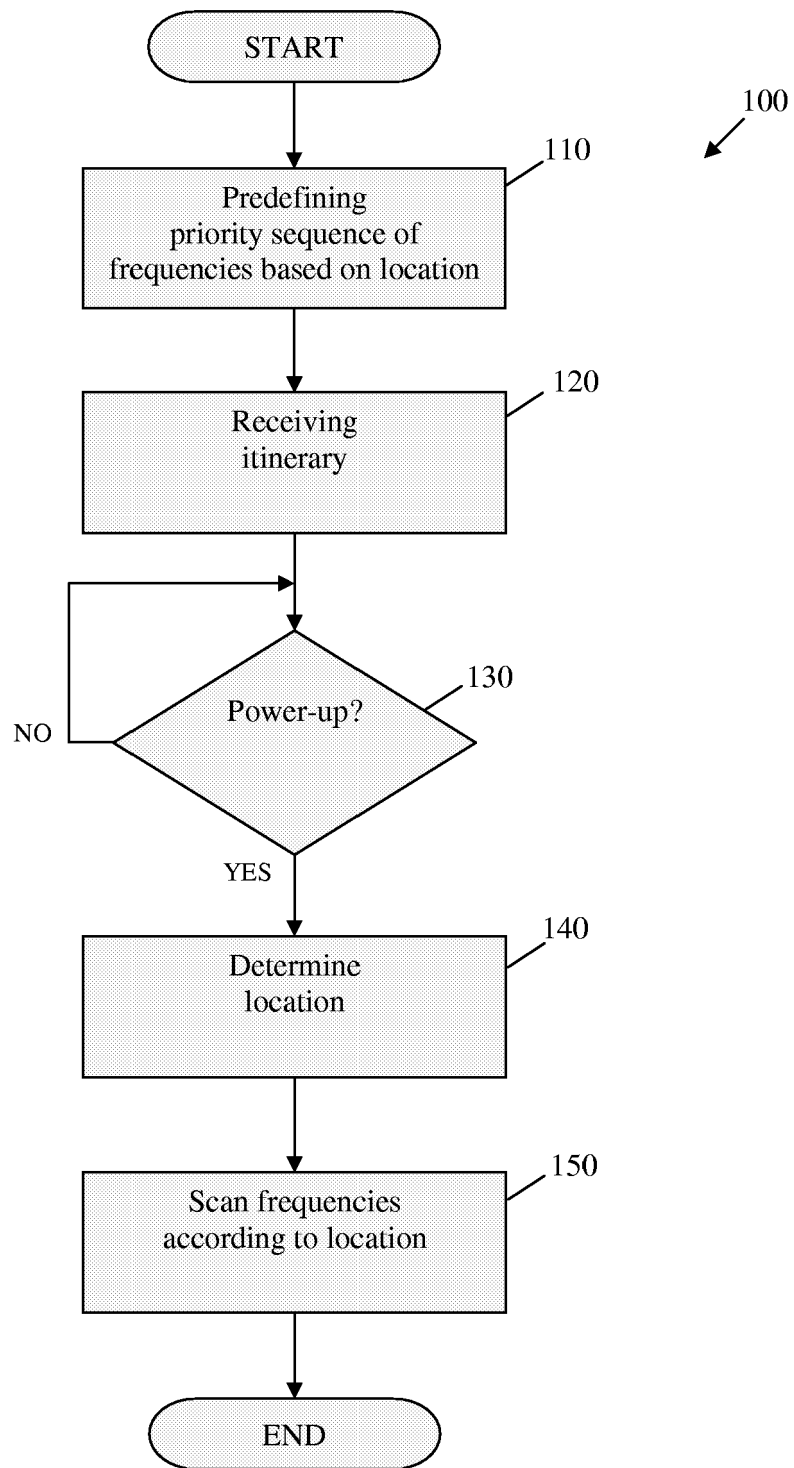 START
100
110
Predefining
priority sequence of
frequencies based on location
120
Receiving
itinerary
130
Power-up?
NO
YES
140
Determine
location
150
Scan frequencies
according to location
END